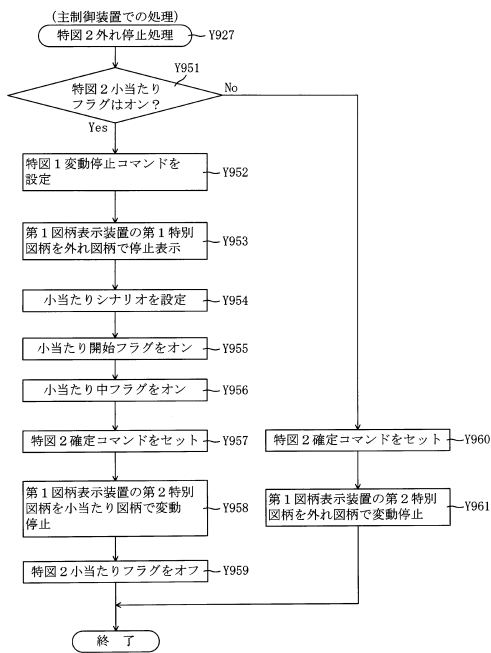 (主制御装置での処理)
特図2外れ停止処理
Y927
Y951
特図2小当たり
フラグはオン?
No
Yes
特図1変動停止コマンドを
設定
Y952
第1図柄表示装置の第1特別
図柄を外れ図柄で停止表示
Y953
小当たりシナリオを設定
Y954
小当たり開始フラグをオン
Y955
小当たり中フラグをオン
Y956
特図2確定コマンドをセット
Y957
特図2確定コマンドをセット
Y960
第1図柄表示装置の第2特別
図柄を小当たり図柄で変動
停止
Y958
第1図柄表示装置の第2特別
図柄を外れ図柄で変動停止
Y961
特図2小当たりフラグをオフ
Y959
終 了